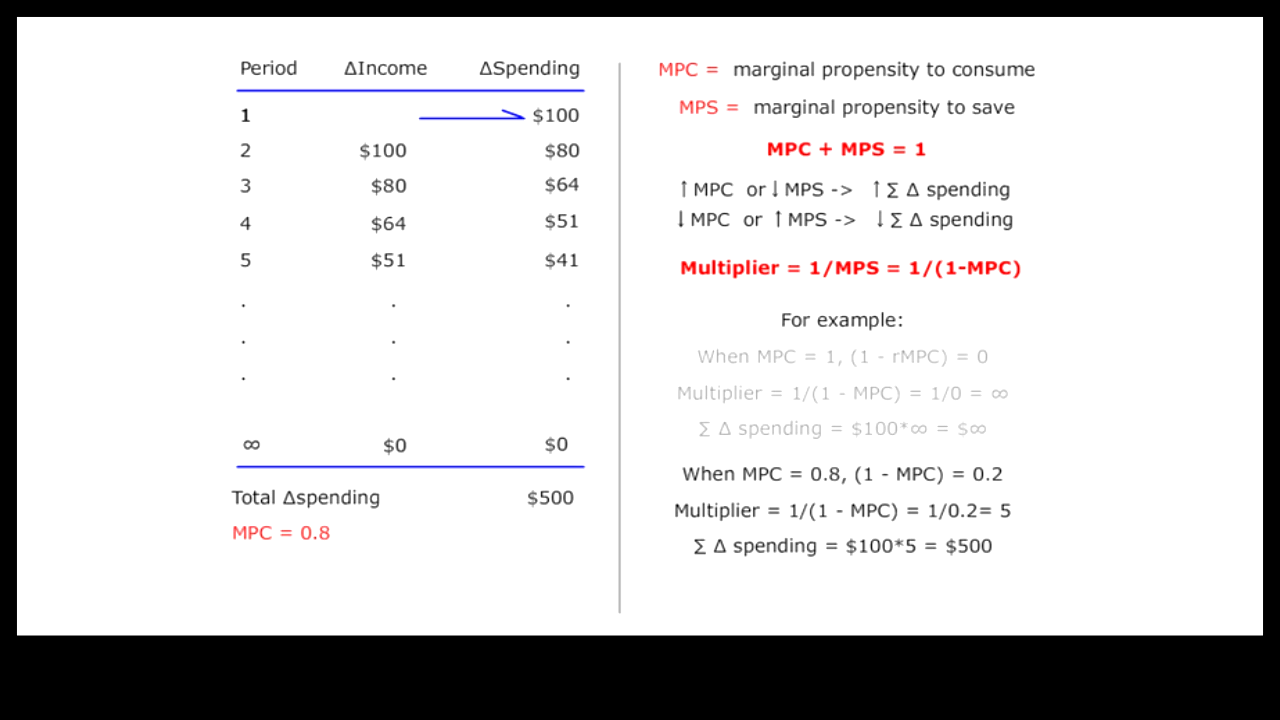 Period ΔIncome ΔSpending
1 $100
2 $100 $80
3 $80 $64
4 $64 $51
5 $51 $41
. . .
. . .
. . .
∞ $0 $0
Total Δspending $500
MPC = 0.8
MPC = marginal propensity to consume
MPS = marginal propensity to save
MPC + MPS = 1
↑MPC or↓MPS -> ↑∑ Δ spending
↓MPC or ↑MPS -> ↓∑ Δ spending
Multiplier = 1/MPS = 1/(1-MPC)
For example:
When MPC = 1, (1 - rMPC) = 0
Multiplier = 1/(1 - MPC) = 1/0 = ∞
∑ Δ spending = $100*∞ = $∞
When MPC = 0.8, (1 - MPC) = 0.2
Multiplier = 1/(1 - MPC) = 1/0.2= 5
∑ Δ spending = $100*5 = $500